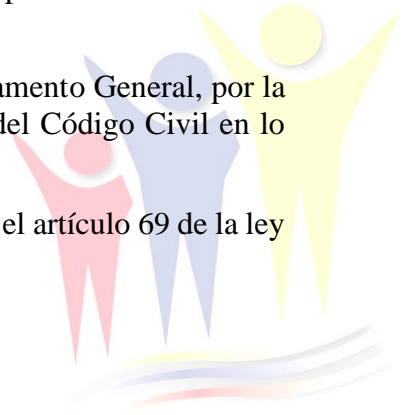 amento General, por la
del Código Civil en lo
el artículo 69 de la ley